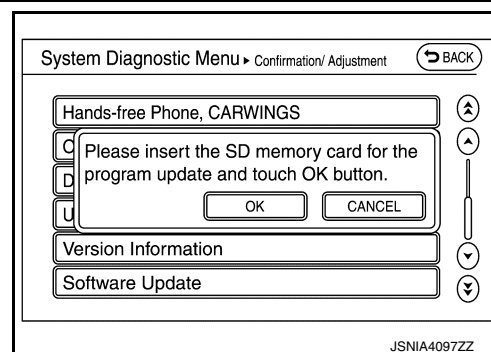 System Diagnostic Menu ▸ Confirmation/ Adjustment
BACK
Hands-free Phone, CARWINGS
C
Please insert the SD memory card for the
D
program update and touch OK button.
U
OK
CANCEL
Version Information
Software Update
JSNIA4097ZZ